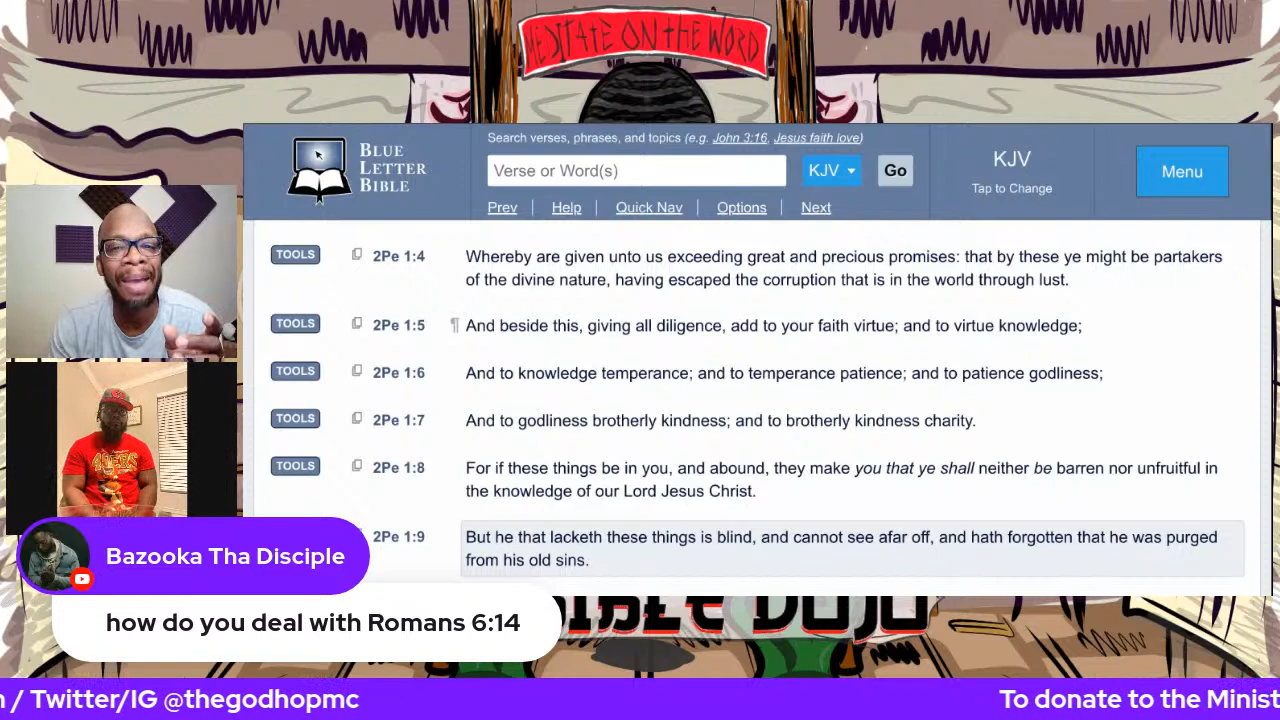 MEDITATE ON THE WORD
BLUE
LETTER
BIBLE
Search verses, phrases, and topics (e.g. John 3:16, Jesus faith love)
Verse or Word(s)
KJV
Go
Prev | Help | Quick Nav | Options | Next
KJV
Tap to Change
Menu
TOOLS 2Pe 1:4 Whereby are given unto us exceeding great and precious promises: that by these ye might be partakers
of the divine nature, having escaped the corruption that is in the world through lust.
TOOLS 2Pe 1:5 ¶ And beside this, giving all diligence, add to your faith virtue; and to virtue knowledge;
TOOLS 2Pe 1:6 And to knowledge temperance; and to temperance patience; and to patience godliness;
TOOLS 2Pe 1:7 And to godliness brotherly kindness; and to brotherly kindness charity.
TOOLS 2Pe 1:8 For if these things be in you, and abound, they make you that ye shall neither be barren nor unfruitful in
the knowledge of our Lord Jesus Christ.
2Pe 1:9 But he that lacketh these things is blind, and cannot see afar off, and hath forgotten that he was purged
from his old sins.
49ERS
Bazooka Tha Disciple
how do you deal with Romans 6:14
BIBLE DOJO
/ Twitter/IG @thegodhopmc
To donate to the Minist